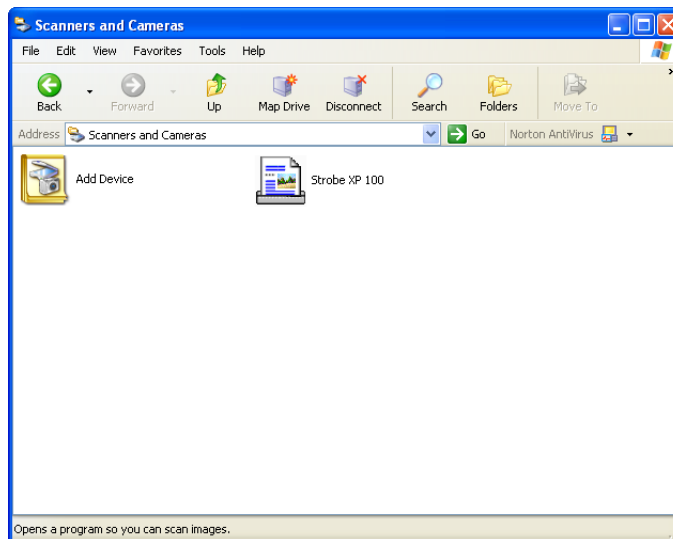 Scanners and Cameras
File Edit View Favorites Tools Help
Back Forward Up Map Drive Disconnect Search Folders Move To
Address Scanners and Cameras Go Norton AntiVirus
Add Device Strobe XP 100
Opens a program so you can scan images.